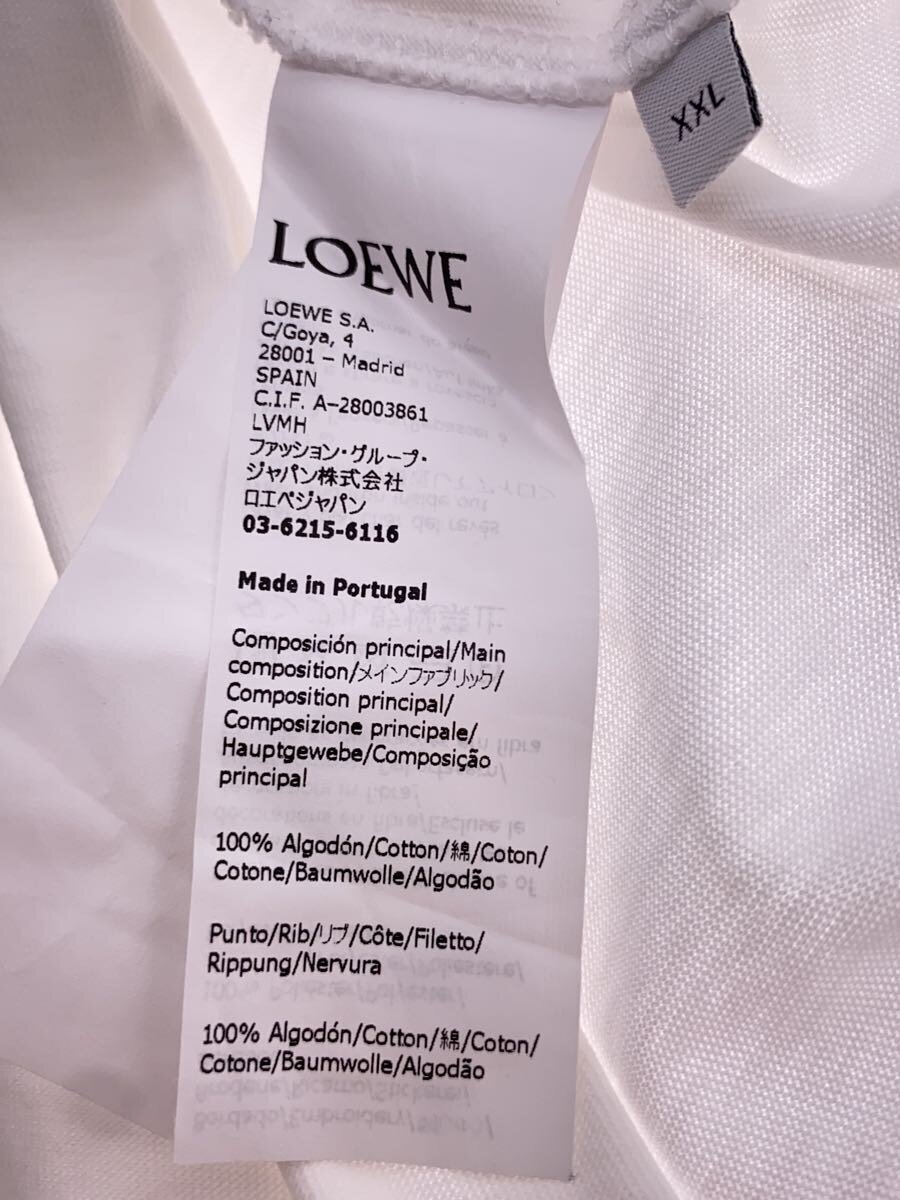 XXL
LOEWE
LOEWE S.A.
C/Goya, 4
28001 – Madrid
SPAIN
C.I.F. A-28003861
LVMH
ファッション・グループ・
ジャパン株式会社
ロエベジャパン
03-6215-6116
Made in Portugal
Composición principal/Main
composition/メインファブリック/
Composition principal/
Composizione principale/
Hauptgewebe/Composição
principal
100% Algodón/Cotton/綿/Coton/
Cotone/Baumwolle/Algodão
Punto/Rib/リブ/Côte/Filetto/
Rippung/Nervura
100% Algodón/Cotton/綿/Coton/
Cotone/Baumwolle/Algodão